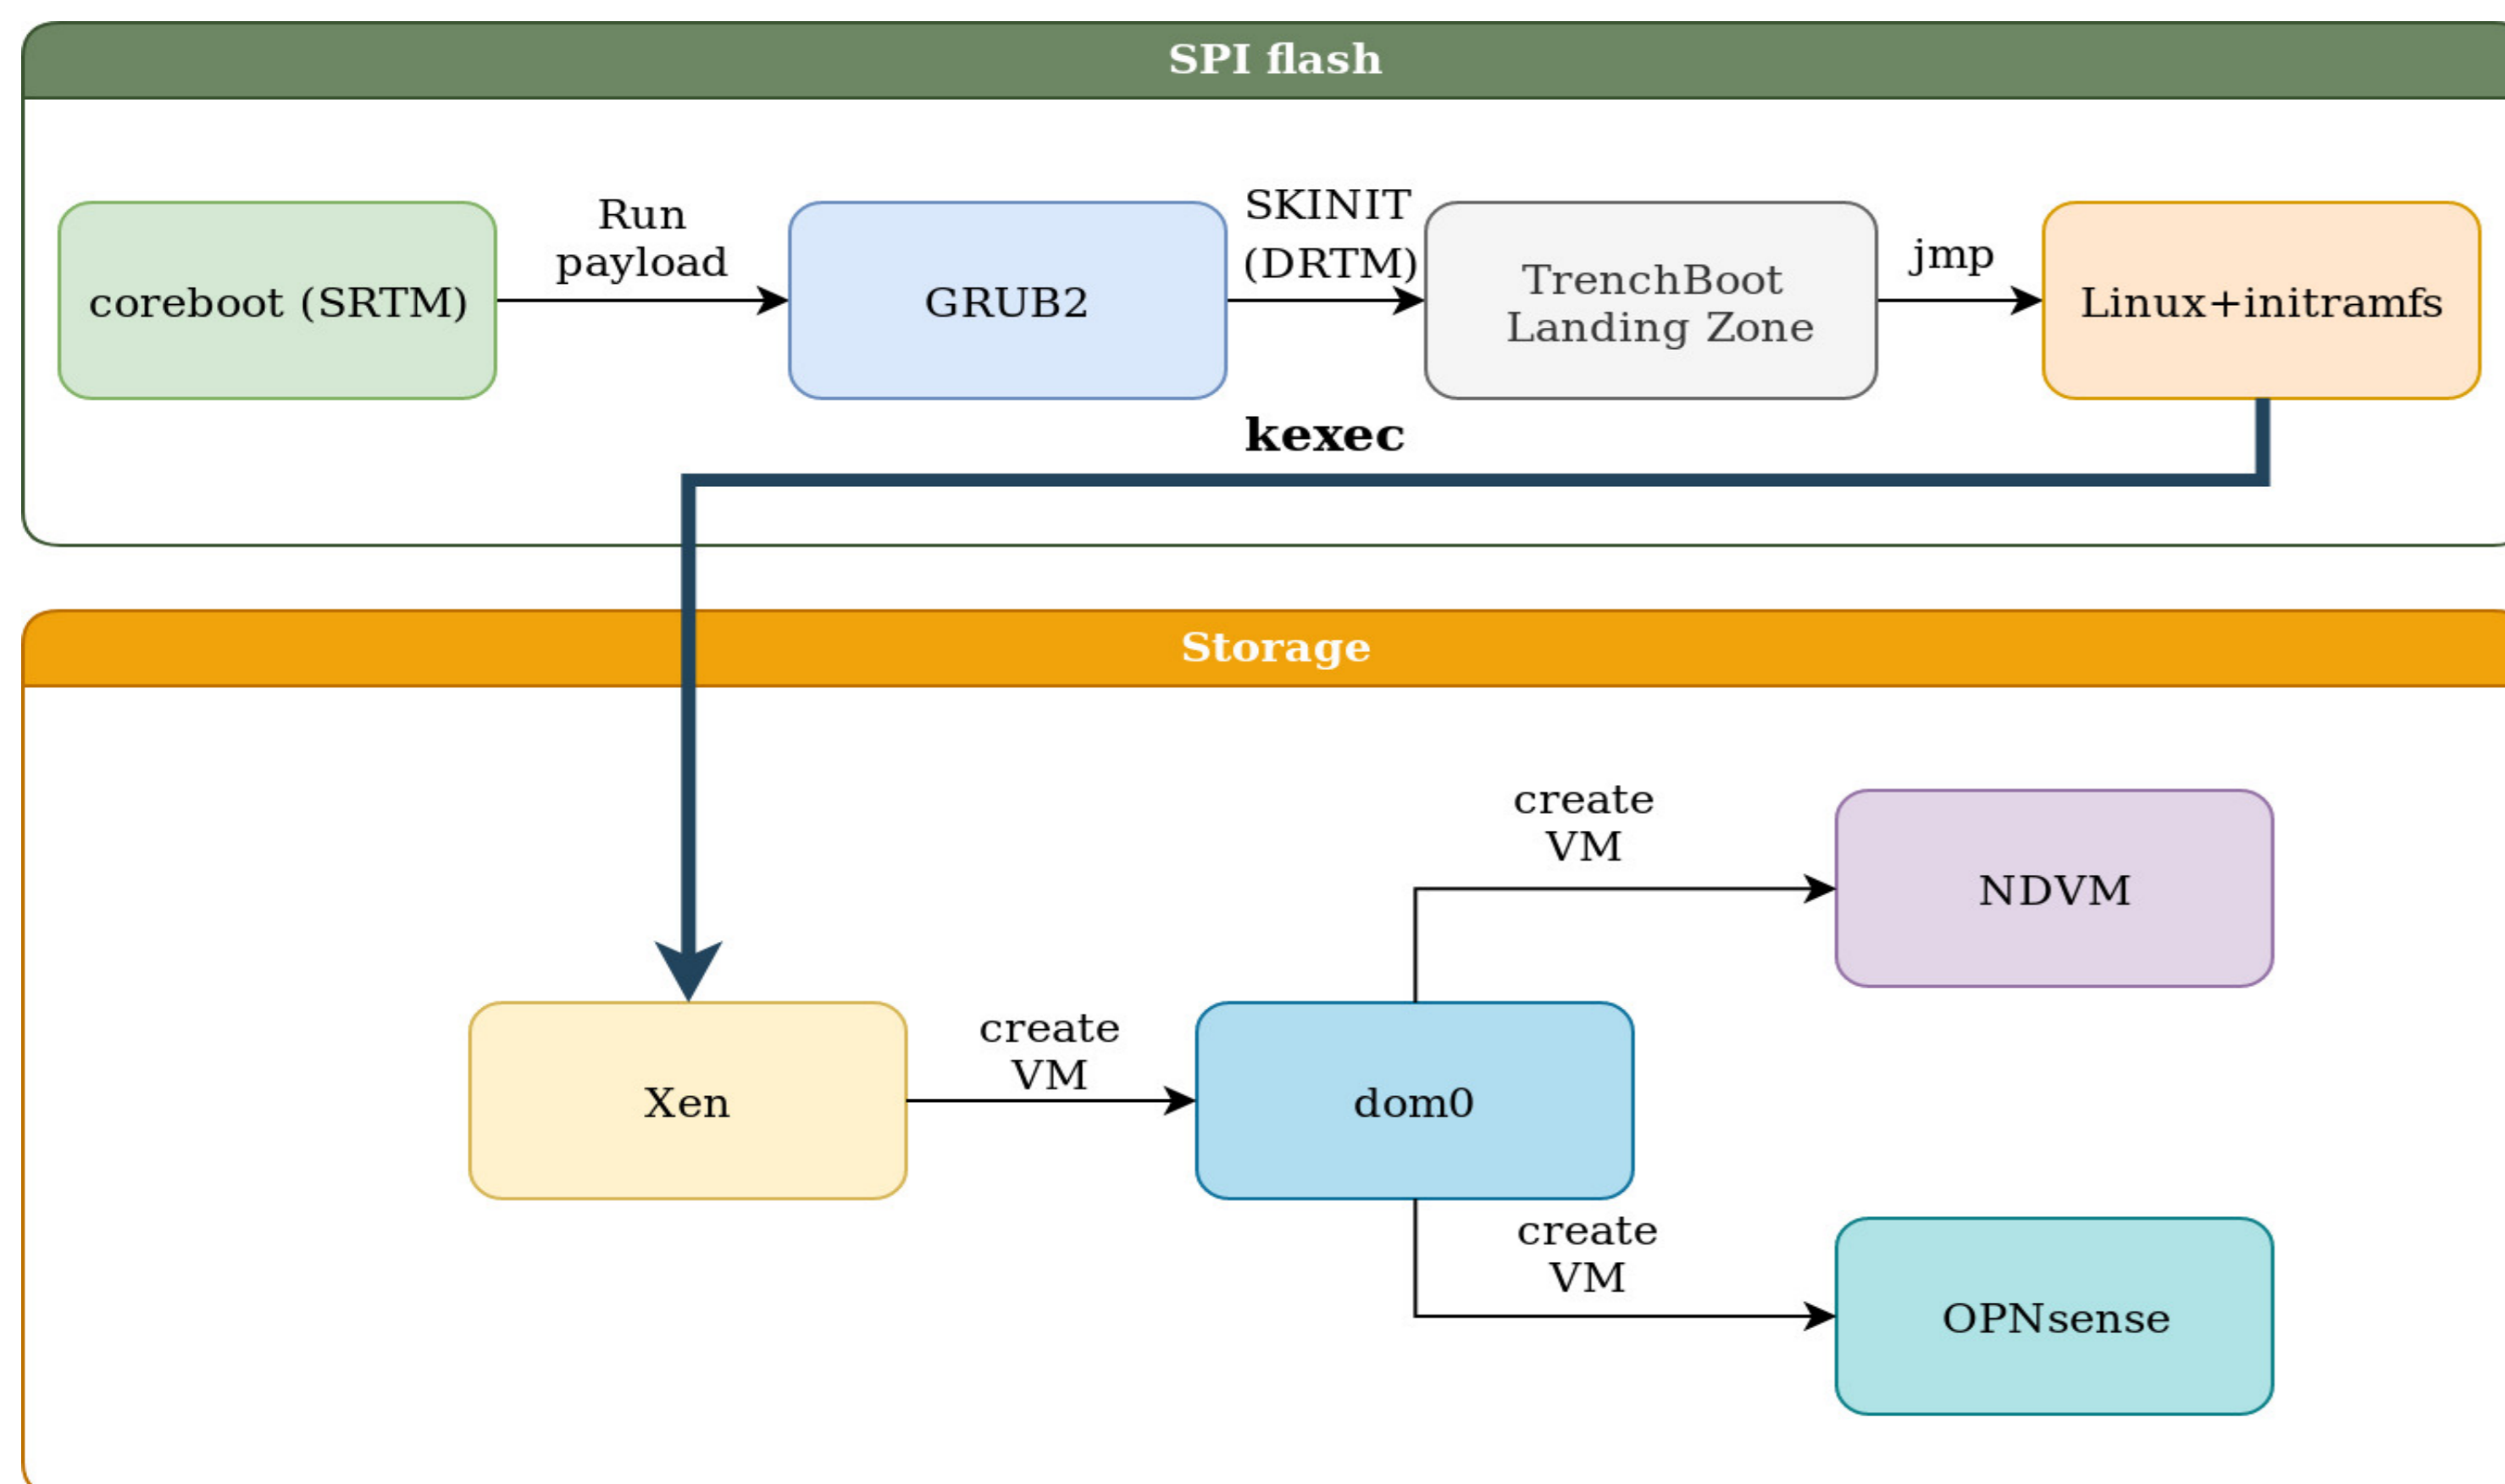 SPI flash
Run
payload
SKINIT
(DRTM)
jmp
coreboot (SRTM)
GRUB2
TrenchBoot
Landing Zone
Linux+initramfs
kexec
Storage
create
VM
NDVM
create
VM
Xen
dom0
create
VM
OPNsense